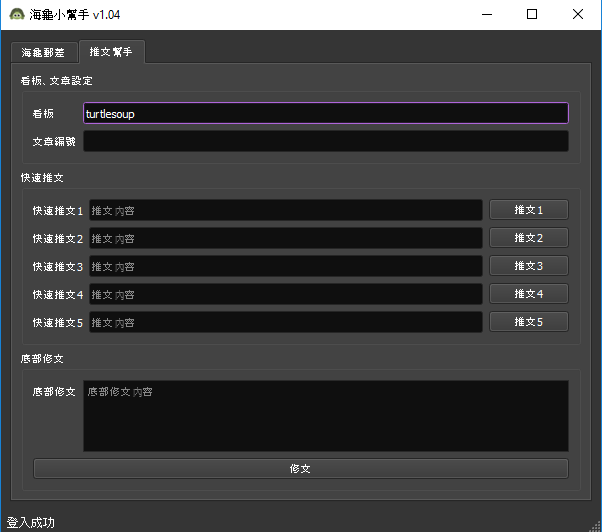 海龜小幫手 v1.04
海龜郵差 推文幫手
看板、文章設定
看板 turtlesoup
文章編號
快速推文
快速推文1 推文內容 推文1
快速推文2 推文內容 推文2
快速推文3 推文內容 推文3
快速推文4 推文內容 推文4
快速推文5 推文內容 推文5
底部修文
底部修文 底部修文內容
修文
登入成功